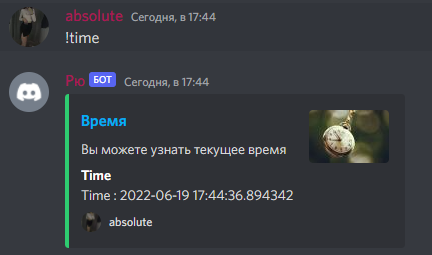 absolute Сегодня, в 17:44
!time
Рю БОТ Сегодня, в 17:44
Время
Вы можете узнать текущее время
Time
Time : 2022-06-19 17:44:36.894342
absolute